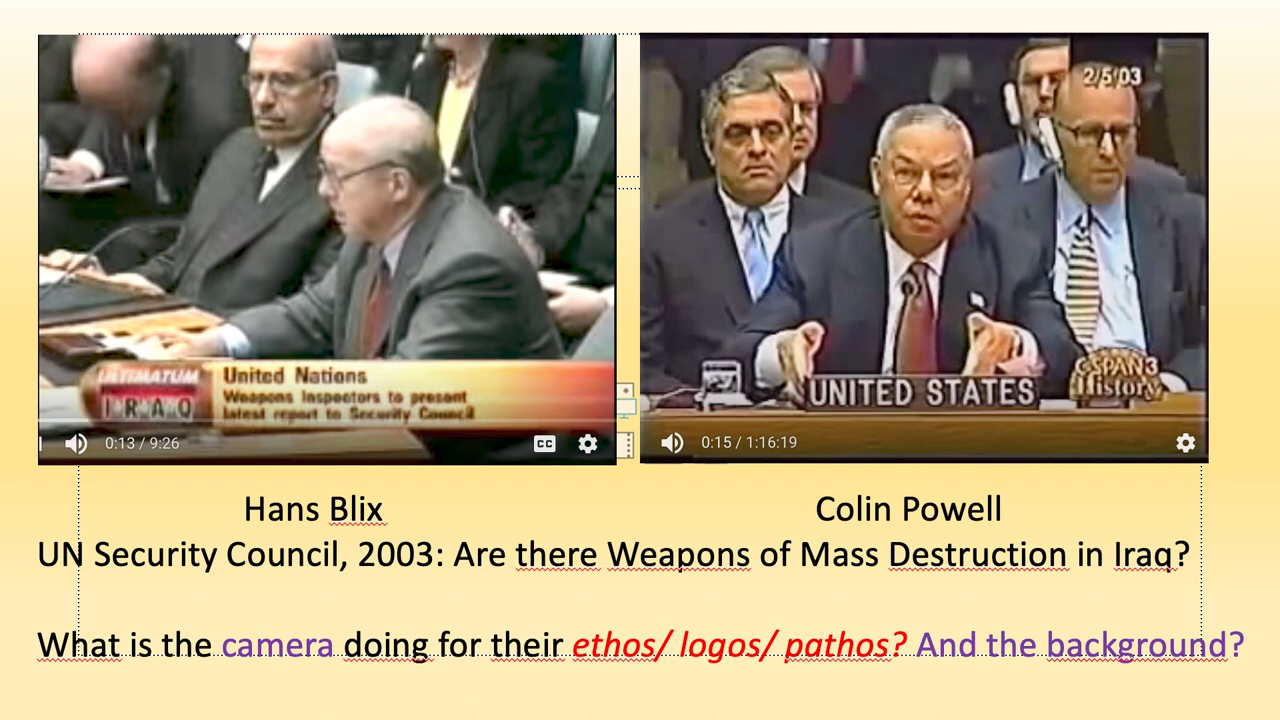 ULTIMATUM
IRAQ
United Nations
Weapons Inspectors to present
latest report to Security Council
0:13 / 9:26
CC
2/5/03
UNITED STATES
CSPAN3
History
0:15 / 1:16:19
Hans Blix
Colin Powell
UN Security Council, 2003: Are there Weapons of Mass Destruction in Iraq?
What is the camera doing for their ethos/ logos/ pathos? And the background?